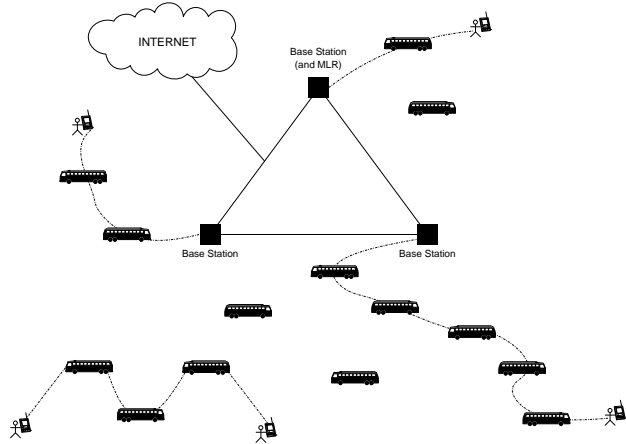 INTERNET
Base Station
(and MLR)
Base Station
Base Station